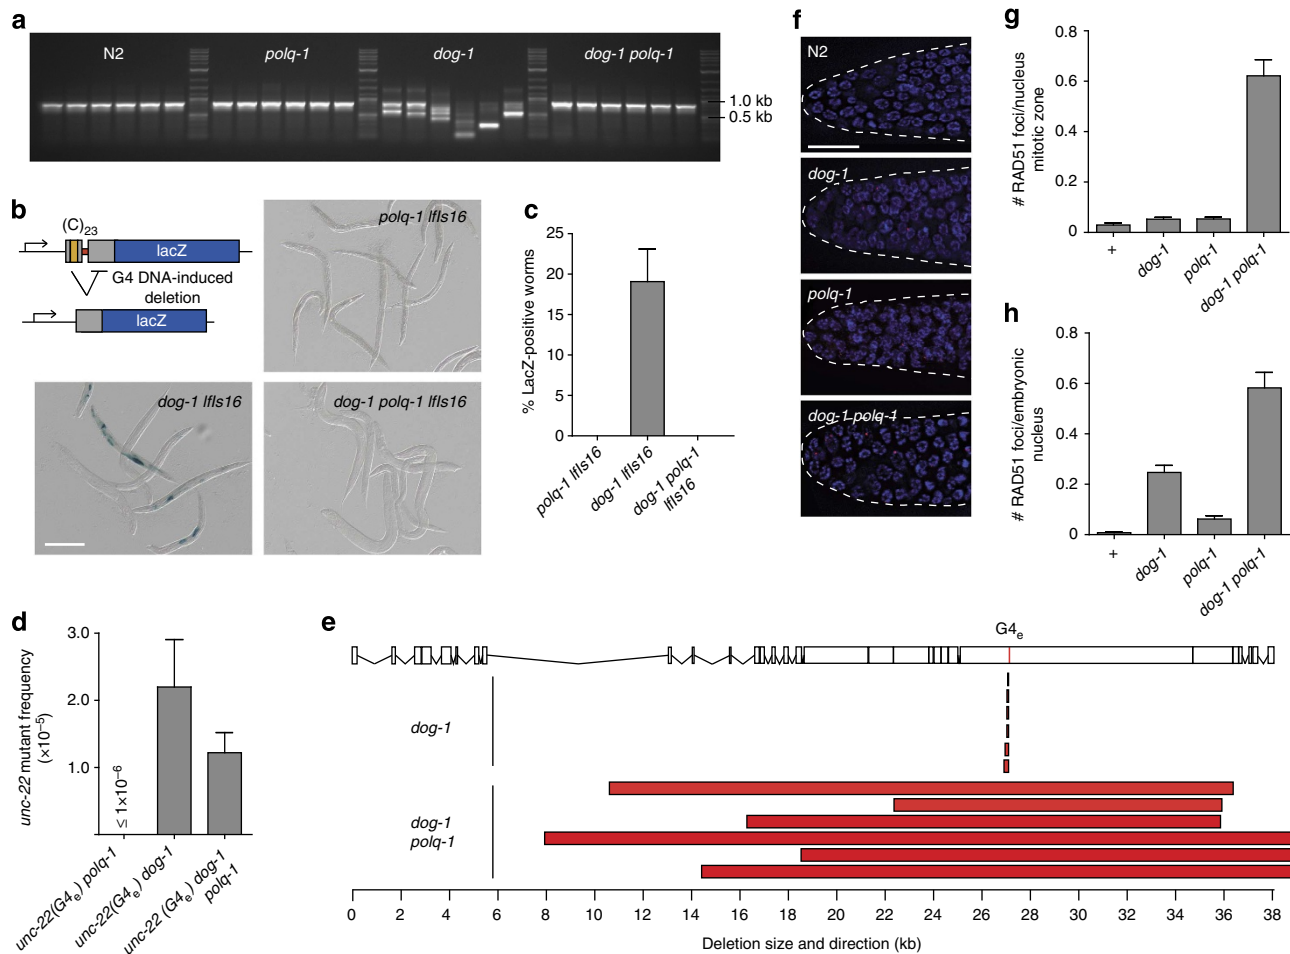 a
N2
polq-1
dog-1
dog-1 polq-1
1.0 kb
0.5 kb
b
(C)23
lacZ
G4 DNA-induced
deletion
lacZ
polq-1 lfIs16
dog-1 lfIs16
dog-1 polq-1 lfIs16
c
% LacZ-positive worms
25
20
15
10
5
0
polq-1 lfIs16
dog-1 lfIs16
dog-1 polq-1
lfIs16
d
unc-22 mutant frequency
(×10−5)
3.0
2.0
1.0
≤ 1×10−6
unc-22(G4e) polq-1
unc-22(G4e) dog-1
unc-22 (G4e) dog-1
polq-1
e
G4e
dog-1
dog-1
polq-1
0 2 4 6 8 10 12 14 16 18 20 22 24 26 28 30 32 34 36 38
Deletion size and direction (kb)
f
N2
dog-1
polq-1
dog-1 polq-1
g
# RAD51 foci/nucleus
mitotic zone
0.8
0.6
0.4
0.2
0
+
dog-1
polq-1
dog-1 polq-1
h
# RAD51 foci/embryonic
nucleus
0.8
0.6
0.4
0.2
0
+
dog-1
polq-1
dog-1 polq-1